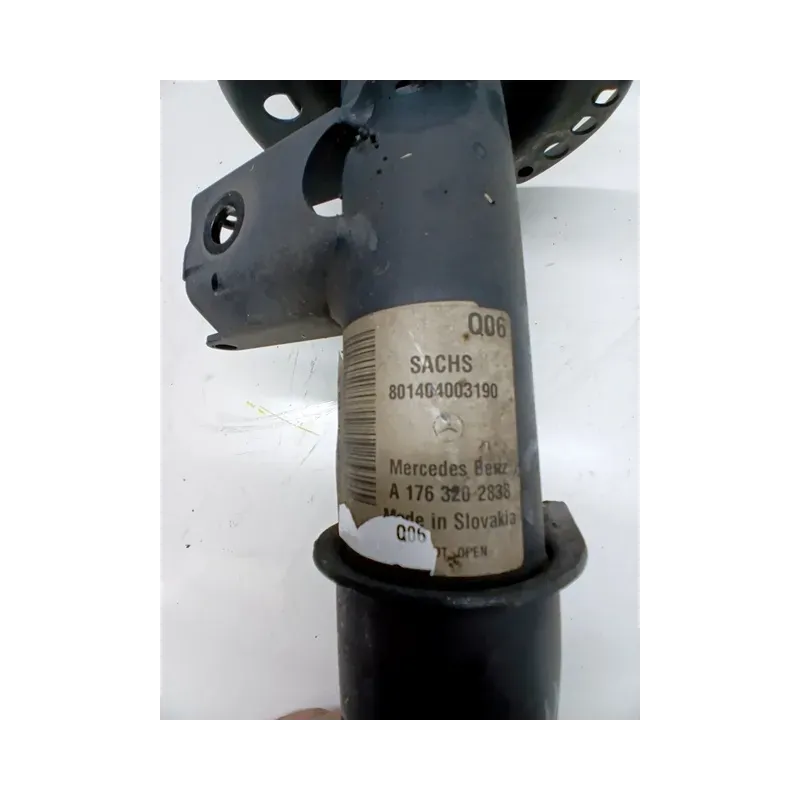 Q06
SACHS
801404003190
Mercedes Benz
A 176 320 2838
Made in Slovakia
Q06
OPEN